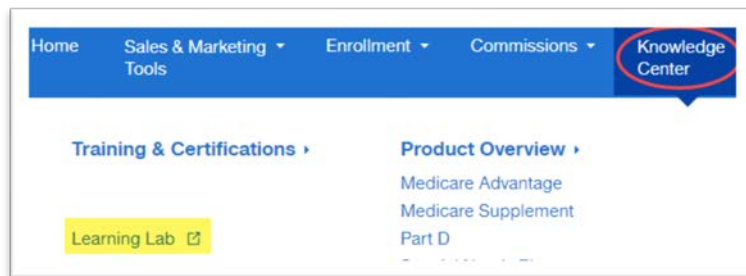 Home Sales & Marketing Enrollment Commissions Knowledge
Tools Center
Training & Certifications Product Overview
Medicare Advantage
Medicare Supplement
Learning Lab Part D